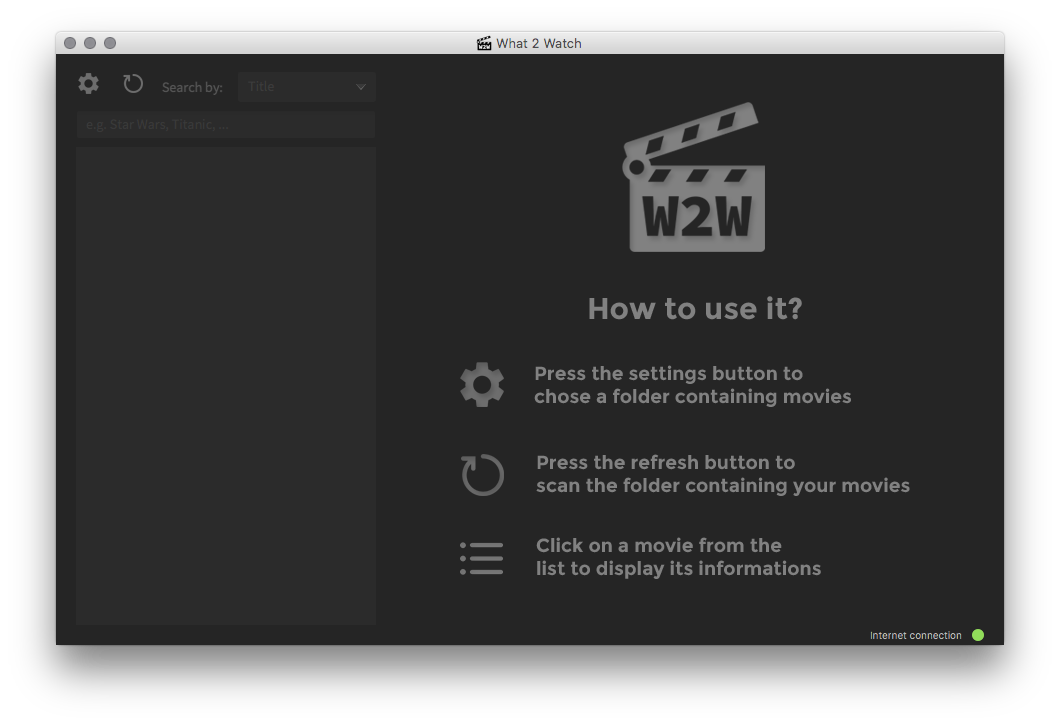 W2W What 2 Watch
Search by:
Title
e.g. Star Wars, Titanic, ...
W2W
How to use it?
Press the settings button to
chose a folder containing movies
Press the refresh button to
scan the folder containing your movies
Click on a movie from the
list to display its informations
Internet connection